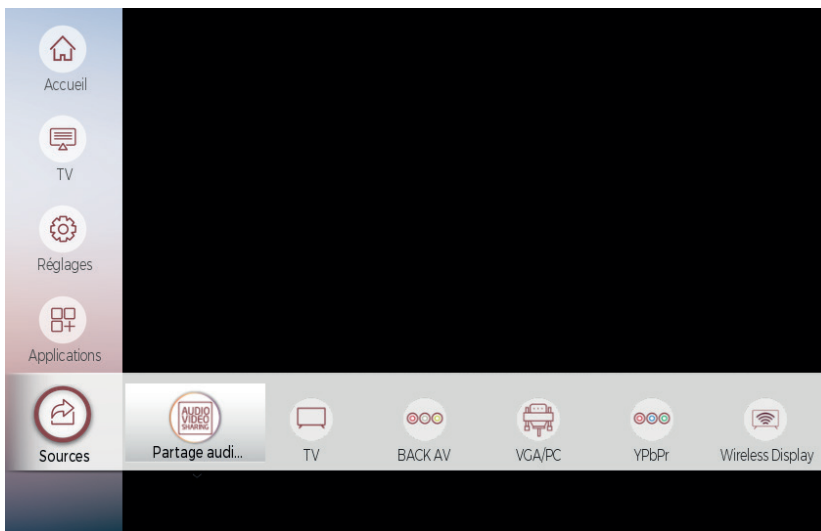 Accueil
TV
Réglages
Applications
Sources
AUDIO
VIDEO
SHARING
Partage audi...
TV
BACK AV
VGA/PC
YPbPr
Wireless Display